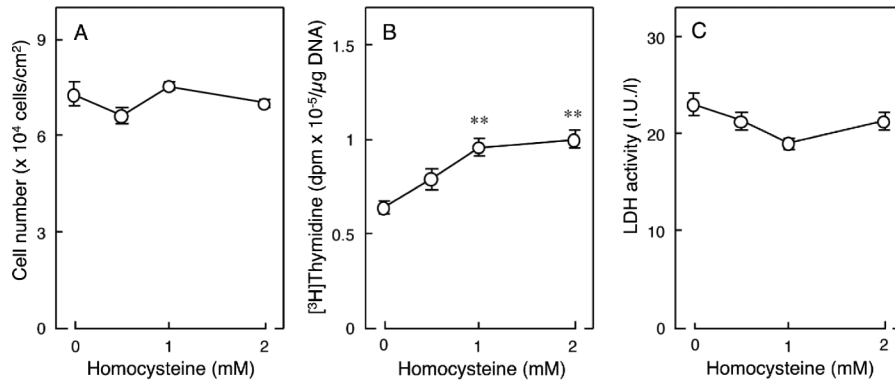 A
Cell number (x 10⁴ cells/cm²)
9
6
3
0
0
1
2
Homocysteine (mM)
B
[³H]Thymidine (dpm x 10⁻⁵/µg DNA)
1.5
1
0.5
0
**
**
0
1
2
Homocysteine (mM)
C
LDH activity (I.U./l)
30
20
10
0
0
1
2
Homocysteine (mM)